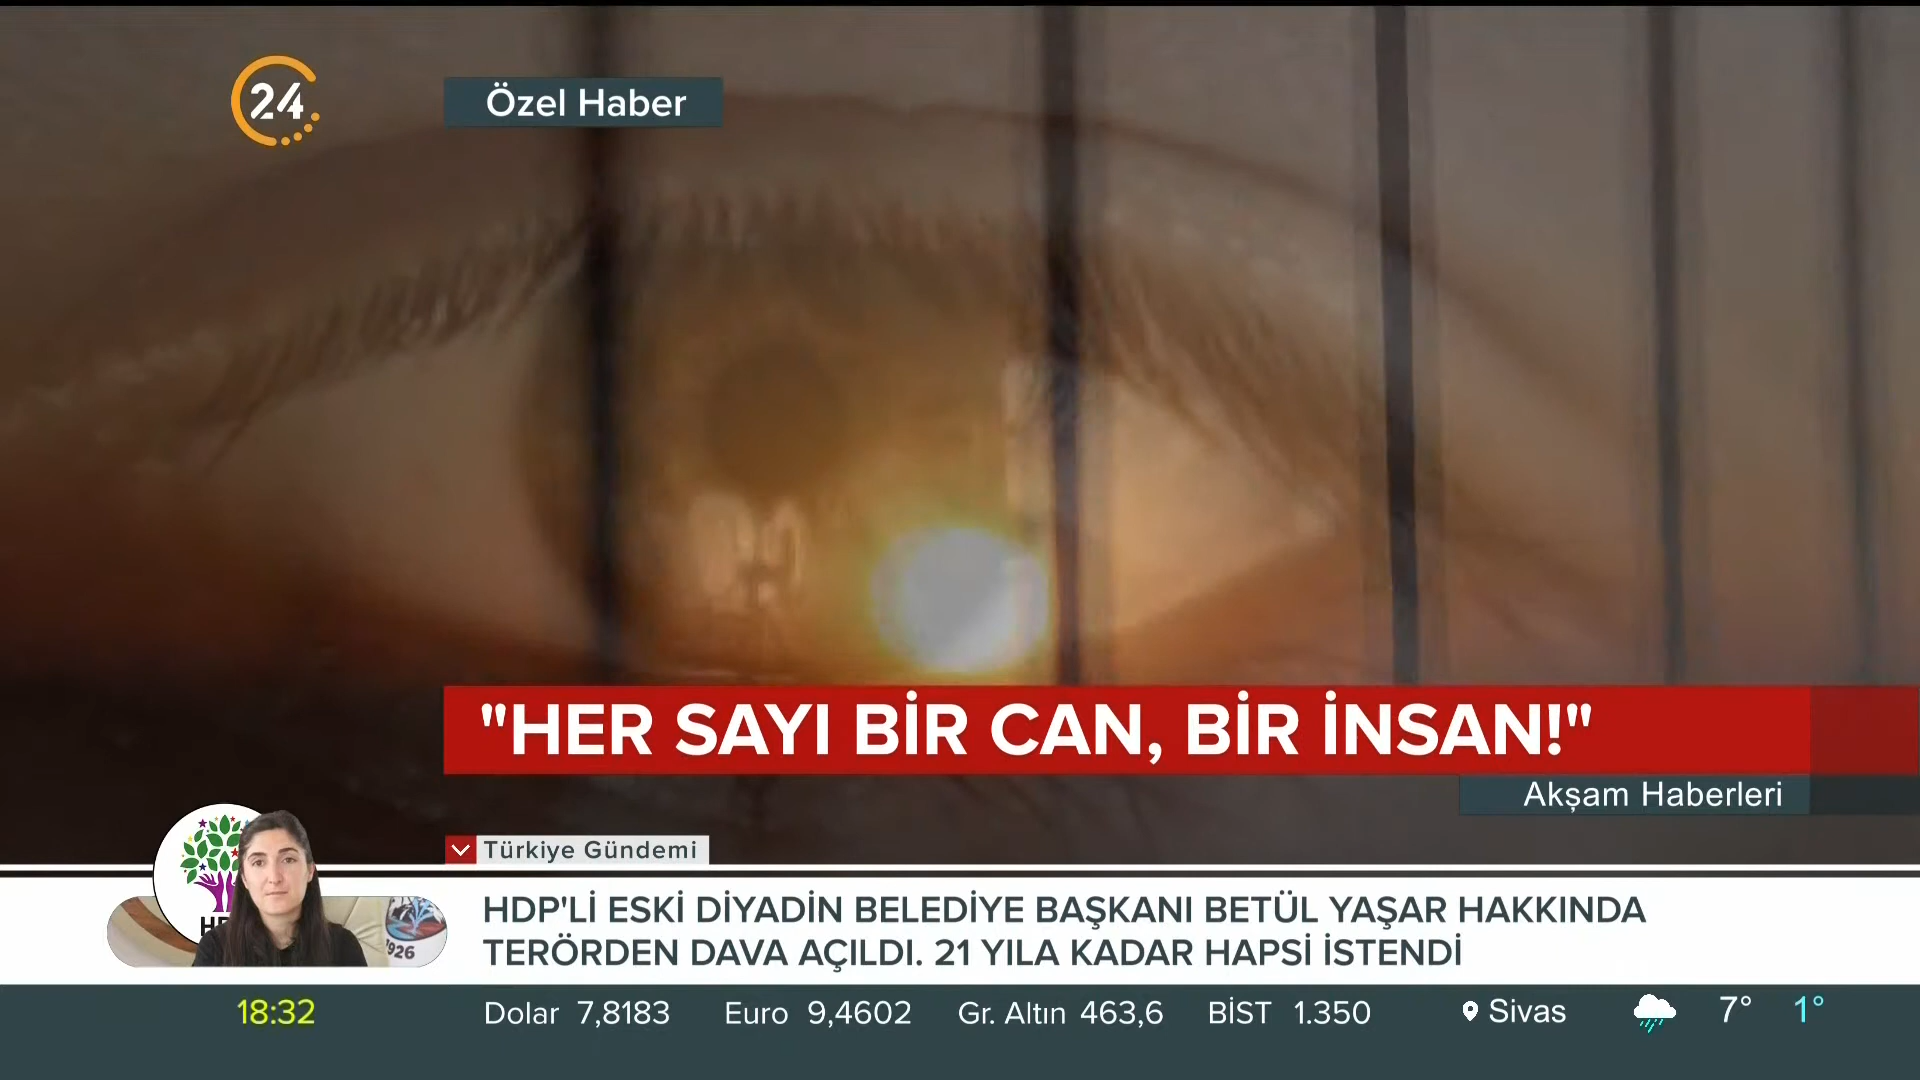 24
Özel Haber
"HER SAYI BİR CAN, BİR İNSAN!"
Akşam Haberleri
Türkiye Gündemi
HDP'Lİ ESKİ DİYADİN BELEDİYE BAŞKANI BETÜL YAŞAR HAKKINDA
TERÖRDEN DAVA AÇILDI. 21 YILA KADAR HAPSİ İSTENDİ
1926
18:32 Dolar 7,8183 Euro 9,4602 Gr. Altın 463,6 BİST 1.350 Sivas 7° 1°